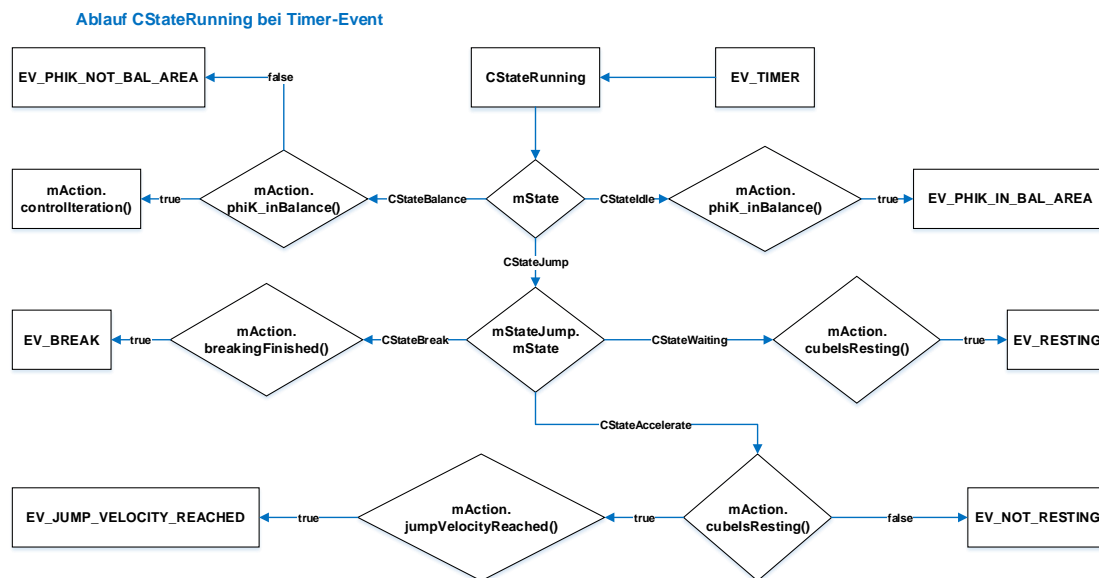 Ablauf CStateRunning bei Timer-Event
EV_PHIK_NOT_BAL_AREA
false
CStateRunning
EV_TIMER
mAction.
controlIteration()
true
mAction.
phiK_inBalance()
CStateBalance
mState
CStateIdle
mAction.
phiK_inBalance()
true
EV_PHIK_IN_BAL_AREA
CStateJump
EV_BREAK
true
mAction.
breakingFinished()
CStateBreak
mStateJump.
mState
CStateWaiting
mAction.
cubeIsResting()
true
EV_RESTING
CStateAccelerate
EV_JUMP_VELOCITY_REACHED
true
mAction.
jumpVelocityReached()
true
mAction.
cubeIsResting()
false
EV_NOT_RESTING